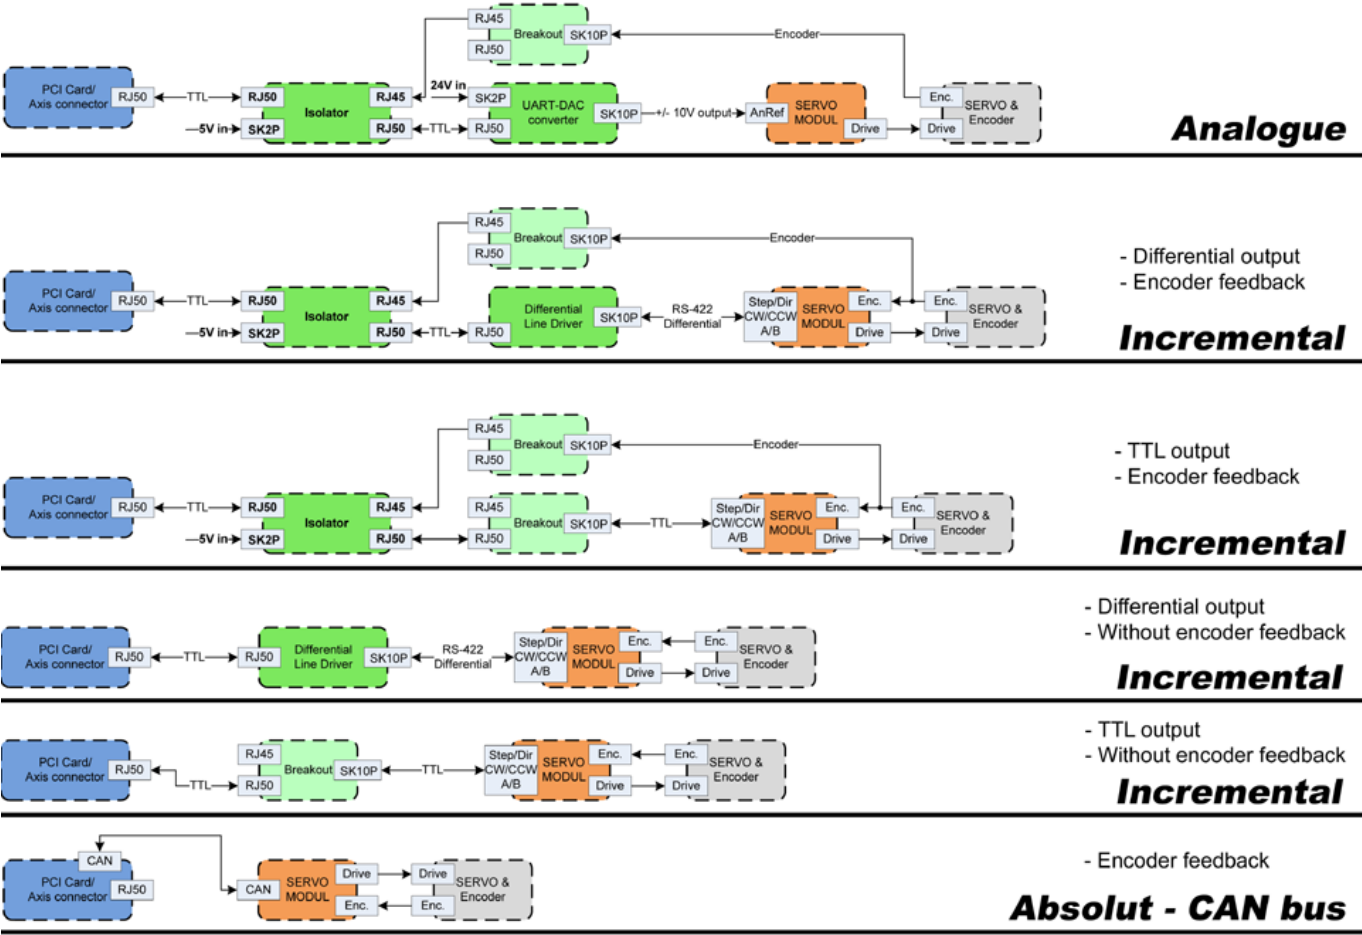 RJ45
Breakout
SK10P
Encoder
RJ50
PCI Card/
Axis connector
RJ50
TTL
RJ50
Isolator
RJ45
24V in
SK2P
UART-DAC
converter
SK10P
+/- 10V output
AnRef
SERVO
MODUL
Enc.
SERVO &
Encoder
5V in
SK2P
RJ50
TTL
RJ50
Drive
Drive
Analogue
RJ45
Breakout
SK10P
Encoder
RJ50
- Differential output
- Encoder feedback
PCI Card/
Axis connector
RJ50
TTL
RJ50
Isolator
RJ45
Differential
Line Driver
SK10P
RS-422
Differential
Step/Dir
CW/CCW
A/B
SERVO
MODUL
Enc.
Enc.
SERVO &
Encoder
5V in
SK2P
RJ50
TTL
RJ50
Drive
Drive
Incremental
RJ45
Breakout
SK10P
Encoder
RJ50
- TTL output
- Encoder feedback
PCI Card/
Axis connector
RJ50
TTL
RJ50
Isolator
RJ45
RJ45
Breakout
SK10P
TTL
Step/Dir
CW/CCW
A/B
SERVO
MODUL
Enc.
Enc.
SERVO &
Encoder
5V in
SK2P
RJ50
RJ50
Drive
Drive
Incremental
- Differential output
- Without encoder feedback
PCI Card/
Axis connector
RJ50
TTL
RJ50
Differential
Line Driver
SK10P
RS-422
Differential
Step/Dir
CW/CCW
A/B
SERVO
MODUL
Enc.
Enc.
SERVO &
Encoder
Drive
Drive
Incremental
- TTL output
- Without encoder feedback
PCI Card/
Axis connector
RJ50
TTL
RJ45
Breakout
SK10P
RJ50
TTL
Step/Dir
CW/CCW
A/B
SERVO
MODUL
Enc.
Enc.
SERVO &
Encoder
Drive
Drive
Incremental
CAN
PCI Card/
Axis connector
RJ50
CAN
SERVO
MODUL
Drive
Drive
SERVO &
Encoder
Enc.
Enc.
- Encoder feedback
Absolut - CAN bus